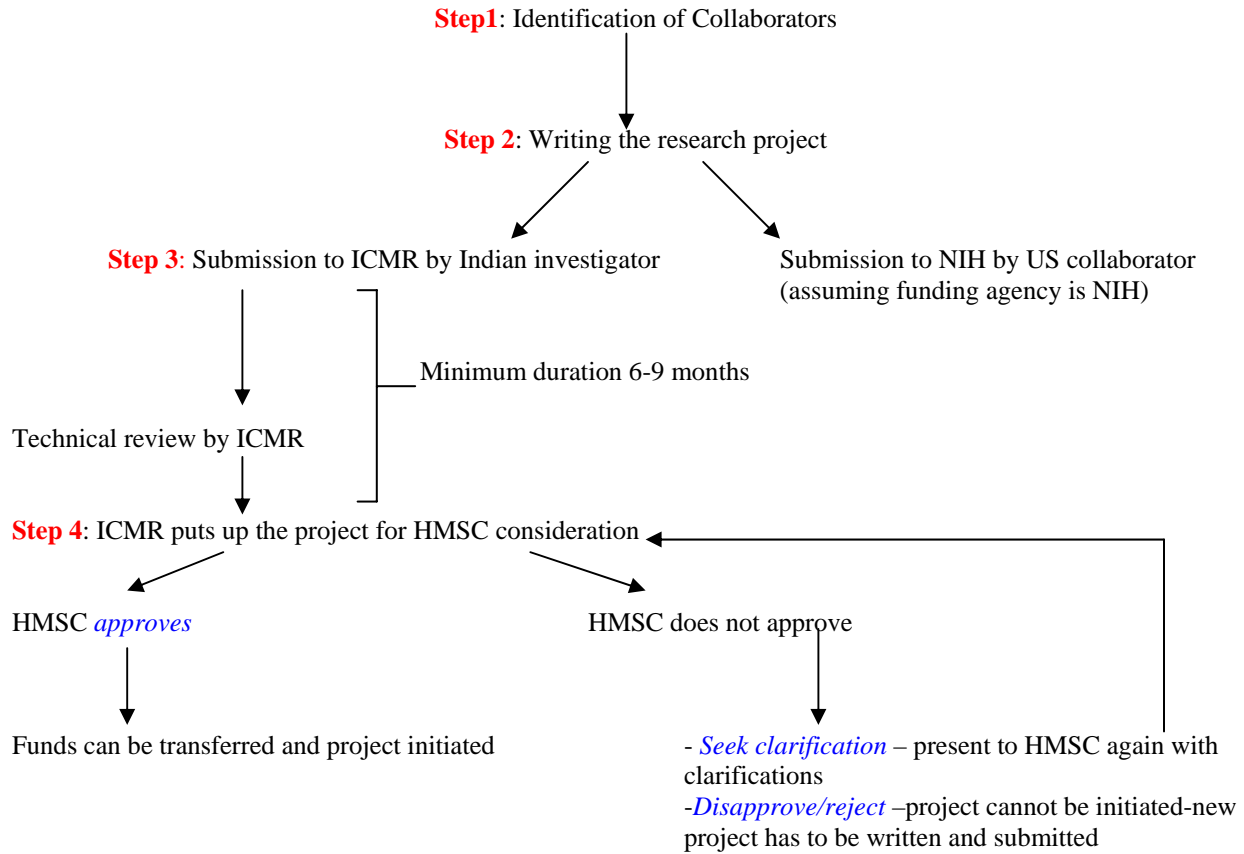 Step1: Identification of Collaborators
Step 2: Writing the research project
Step 3: Submission to ICMR by Indian investigator
Submission to NIH by US collaborator
(assuming funding agency is NIH)
Minimum duration 6-9 months
Technical review by ICMR
Step 4: ICMR puts up the project for HMSC consideration
HMSC approves
HMSC does not approve
Funds can be transferred and project initiated
- Seek clarification – present to HMSC again with
clarifications
-Disapprove/reject –project cannot be initiated-new
project has to be written and submitted